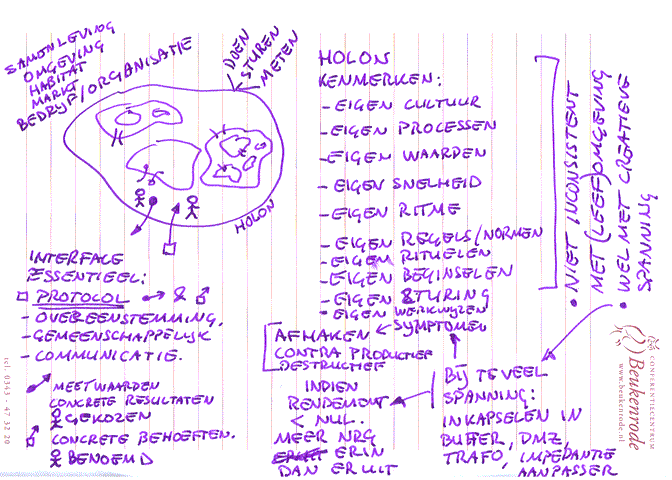 SAMENLEVING
OMGEVING
HABITAT
MARKT
BEDRIJF/ORGANISATIE
DOEN
STUREN
METEN
HOLON
INTERFACE
ESSENTIEEL:
PROTOCOL &
- OVEREENSTEMMING.
- GEMEENSCHAPPELIJK
- COMMUNICATIE.
MEETWAARDEN
CONCRETE RESULTATEN
GEKOZEN
CONCRETE BEHOEFTEN.
BENOEMD
HOLON
KENMERKEN:
- EIGEN CULTUUR
- EIGEN PROCESSEN
- EIGEN WAARDEN
- EIGEN SNELHEID
- EIGEN RITME
- EIGEN REGELS/NORMEN
- EIGEN RITUELEN
- EIGEN BEGINSELEN
- EIGEN STURING
• EIGEN WERKWIJZEN
SYMPTOMEN
AFHAKEN
CONTRA PRODUCTIEF
DESTRUCTIEF
INDIEN
RENDEMENT
< NUL.
MEER NRG
ERIN
DAN ERUIT
BIJ TEVEEL
SPANNING:
INKAPSELEN IN
BUFFER, DMZ,
TRAFO, IMPEDANTIE
AANPASSER
• NIET INCONSISTENT
MET (LEEF)OMGEVING
• WEL MET CREATIEVE
SPANNING
tel. 0343 - 47 32 20
CONFERENTIECENTRUM
Beukenrode
www.beukenrode.nl